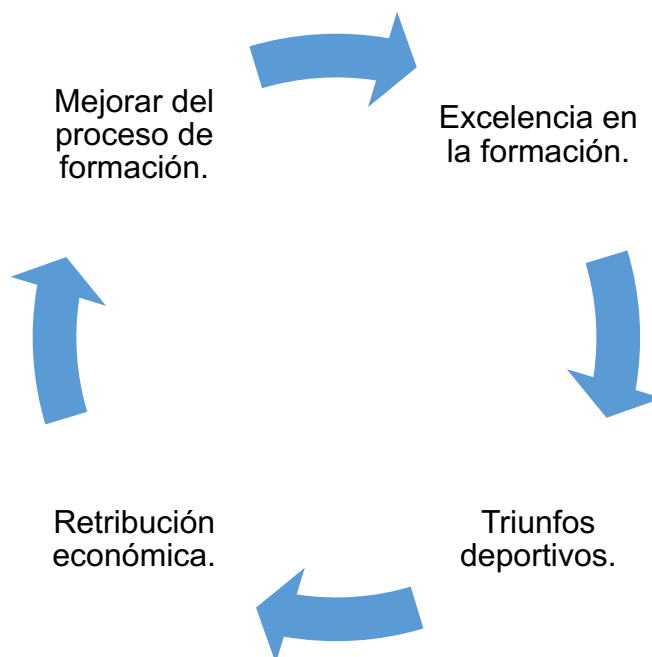 Mejorar del
proceso de
formación.
Excelencia en
la formación.
Triunfos
deportivos.
Retribución
económica.